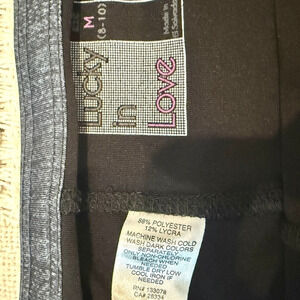 M
(8-10)
Made in
El Salvador
Lucky
in
Love
88% POLYESTER
12% LYCRA
MACHINE WASH COLD
WASH DARK COLORS
SEPARATELY
ONLY NON-CHLORINE
BLEACH WHEN
NEEDED
TUMBLE DRY LOW
COOL IRON IF
NEEDED
RN# 133078
CA# 28334